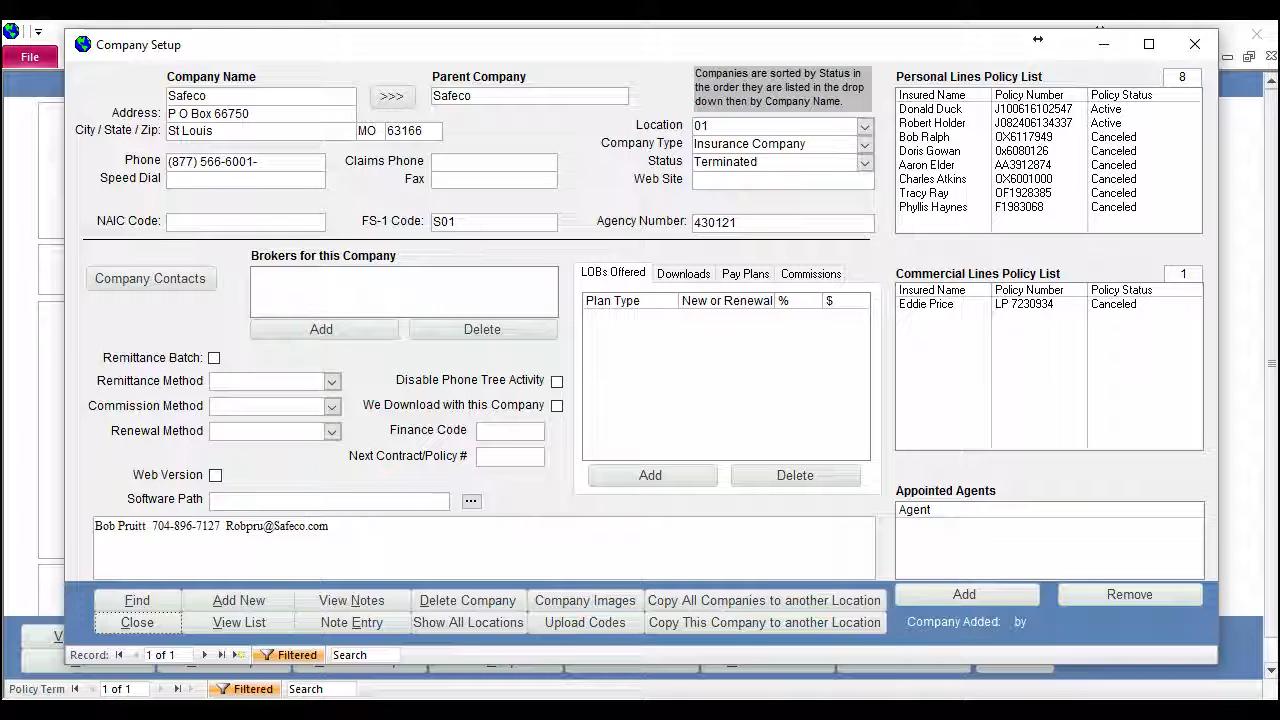 File
Company Setup
Company Name
Parent Company
Safeco
>>>
Safeco
Address:
P O Box 66750
City / State / Zip:
St Louis
MO
63166
Phone
(877) 566-6001-
Claims Phone
Speed Dial
Fax
NAIC Code:
FS-1 Code:
S01
Companies are sorted by Status in
the order they are listed in the drop
down then by Company Name.
Location
01
Company Type
Insurance Company
Status
Terminated
Web Site
Agency Number:
430121
Personal Lines Policy List
8
Insured Name Policy Number Policy Status
Donald Duck J100616102547 Active
Robert Holder J082406134337 Active
Bob Ralph OX6117949 Canceled
Doris Gowan 0x6080126 Canceled
Aaron Elder AA3912874 Canceled
Charles Atkins OX6001000 Canceled
Tracy Ray OF1928385 Canceled
Phyllis Haynes F1983068 Canceled
Company Contacts
Brokers for this Company
Add
Delete
LOBs Offered
Downloads
Pay Plans
Commissions
Plan Type New or Renewal % $
Add
Delete
Commercial Lines Policy List
1
Insured Name Policy Number Policy Status
Eddie Price LP 7230934 Canceled
Remittance Batch:
Remittance Method
Commission Method
Renewal Method
Disable Phone Tree Activity
We Download with this Company
Finance Code
Next Contract/Policy #
Web Version
Software Path
...
Appointed Agents
Agent
Bob Pruitt 704-896-7127 Robpru@Safeco.com
Find
Add New
View Notes
Delete Company
Company Images
Copy All Companies to another Location
Add
Remove
Close
View List
Note Entry
Show All Locations
Upload Codes
Copy This Company to another Location
Company Added: by
Record:
1 of 1
Filtered
Search
Policy Term
1 of 1
Filtered
Search